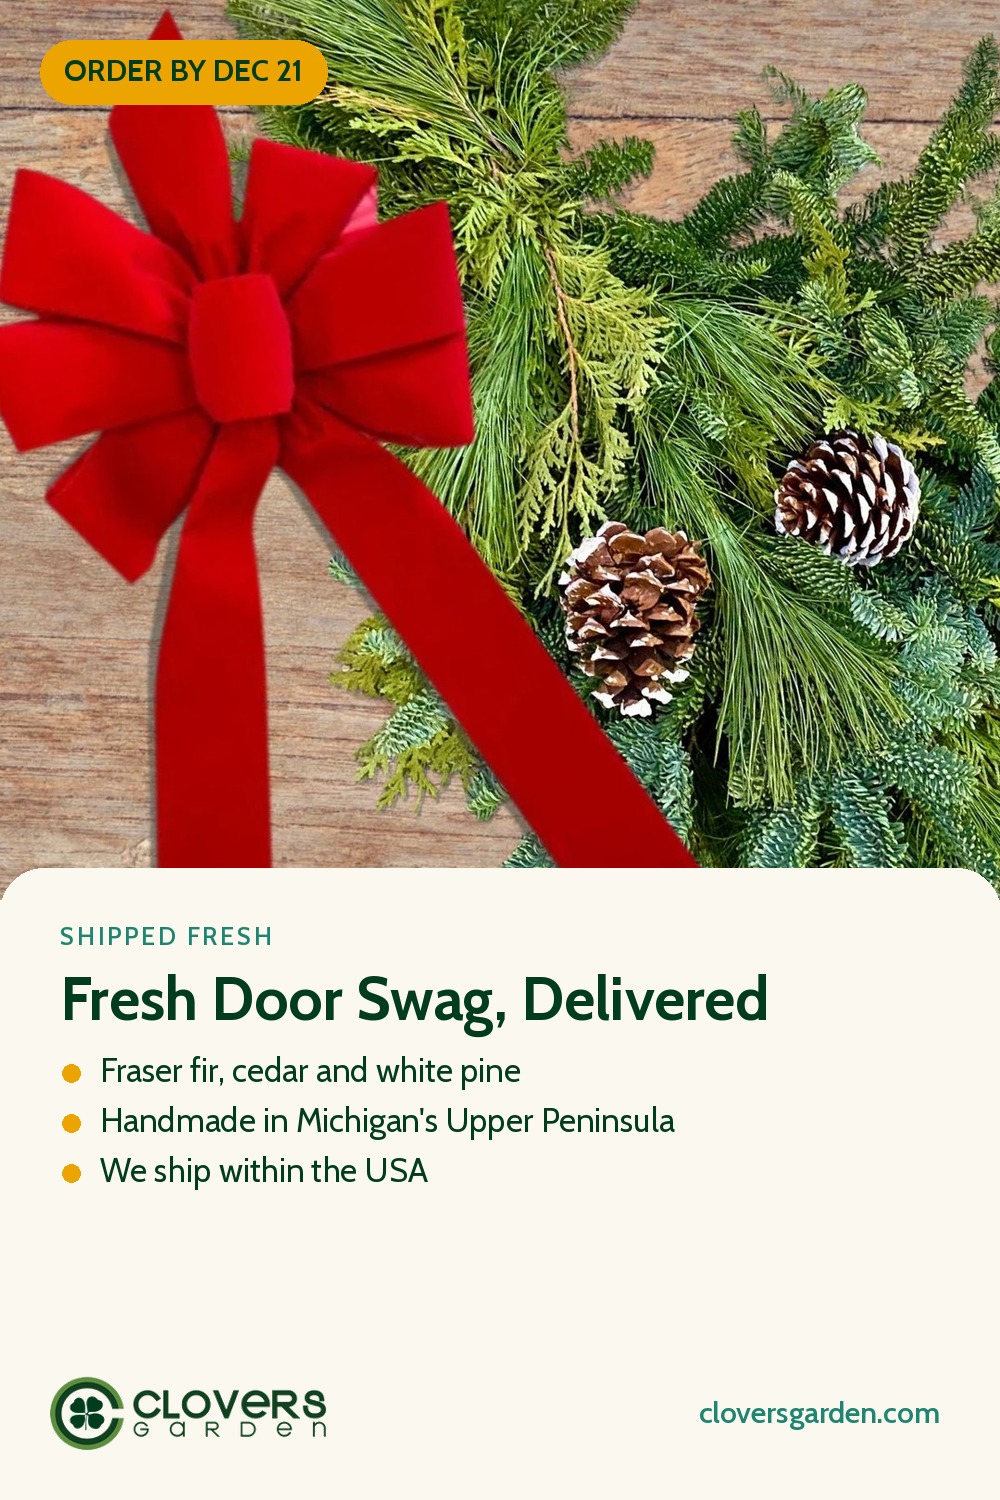 ORDER BY DEC 21
SHIPPED FRESH
Fresh Door Swag, Delivered
Fraser fir, cedar and white pine
Handmade in Michigan's Upper Peninsula
We ship within the USA
CLOVERS
GARDEN
cloversgarden.com